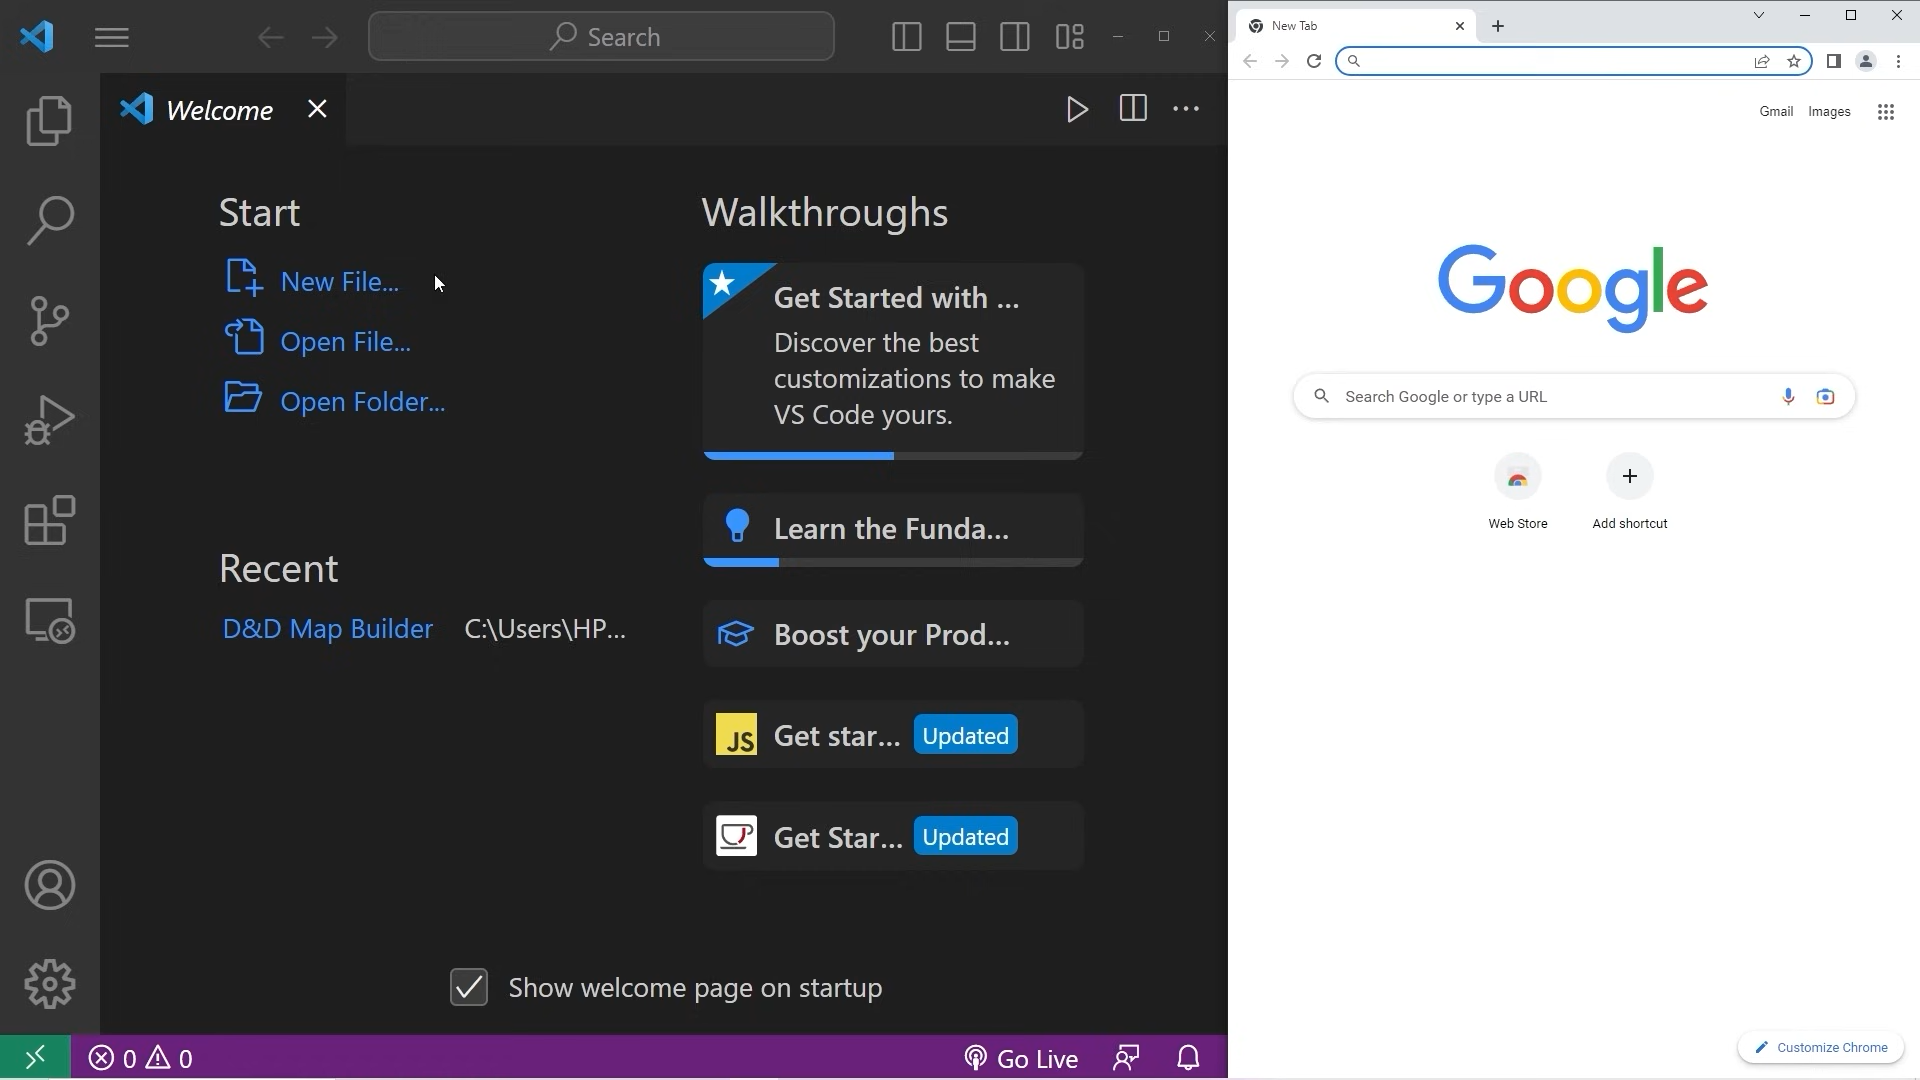 Search
Welcome
Start
New File...
Open File...
Open Folder...
Recent
D&D Map Builder C:\Users\HP...
Walkthroughs
Get Started with ...
Discover the best
customizations to make
VS Code yours.
Learn the Funda...
Boost your Prod...
JS
Get star... Updated
Get Star... Updated
Show welcome page on startup
0 0
Go Live
New Tab
Gmail Images
Google
Search Google or type a URL
Web Store Add shortcut
Customize Chrome